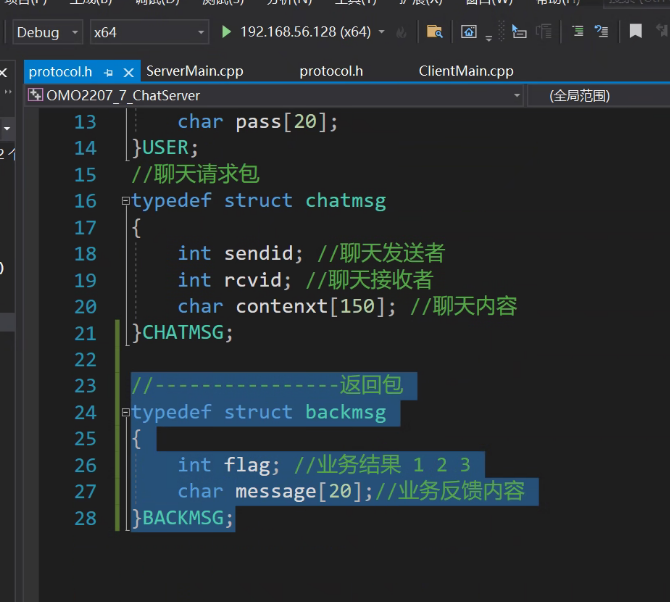 Debug x64 192.168.56.128 (x64)
protocol.h ServerMain.cpp protocol.h ClientMain.cpp
OMO2207_7_ChatServer (全局范围)
13 char pass[20];
14 }USER;
15 //聊天请求包
16 typedef struct chatmsg
17 {
18 int sendid; //聊天发送者
19 int rcvid; //聊天接收者
20 char contenxt[150]; //聊天内容
21 }CHATMSG;
22
23 //----------------返回包
24 typedef struct backmsg
25 {
26 int flag; //业务结果 1 2 3
27 char message[20];//业务反馈内容
28 }BACKMSG;